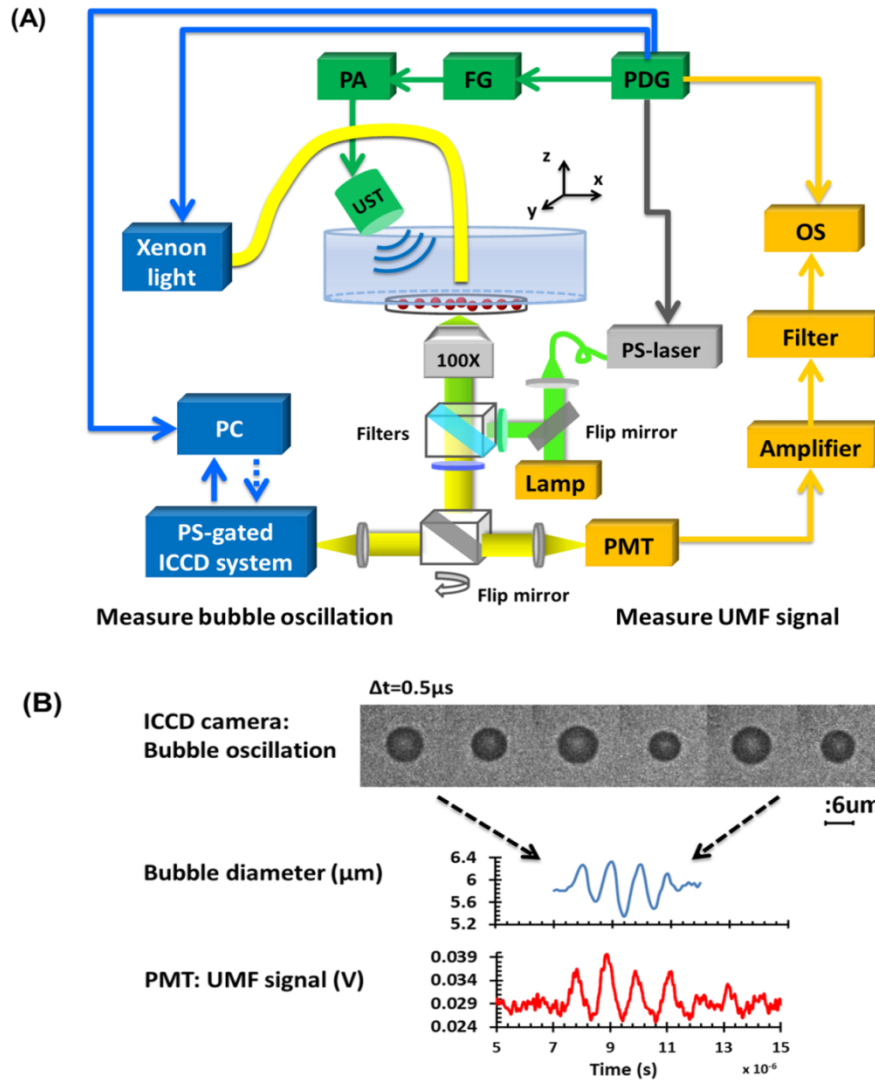 (A)
PA
FG
PDG
UST
z
x
y
Xenon
light
OS
100X
PS-laser
Filter
PC
Filters
Flip mirror
Lamp
Amplifier
PS-gated
ICCD system
PMT
Flip mirror
Measure bubble oscillation
Measure UMF signal
(B)
Δt=0.5μs
ICCD camera:
Bubble oscillation
:6um
Bubble diameter (μm)
6.4
6
5.6
5.2
PMT: UMF signal (V)
0.039
0.034
0.029
0.024
5 7 9 11 13 15
Time (s)
x 10⁻⁶